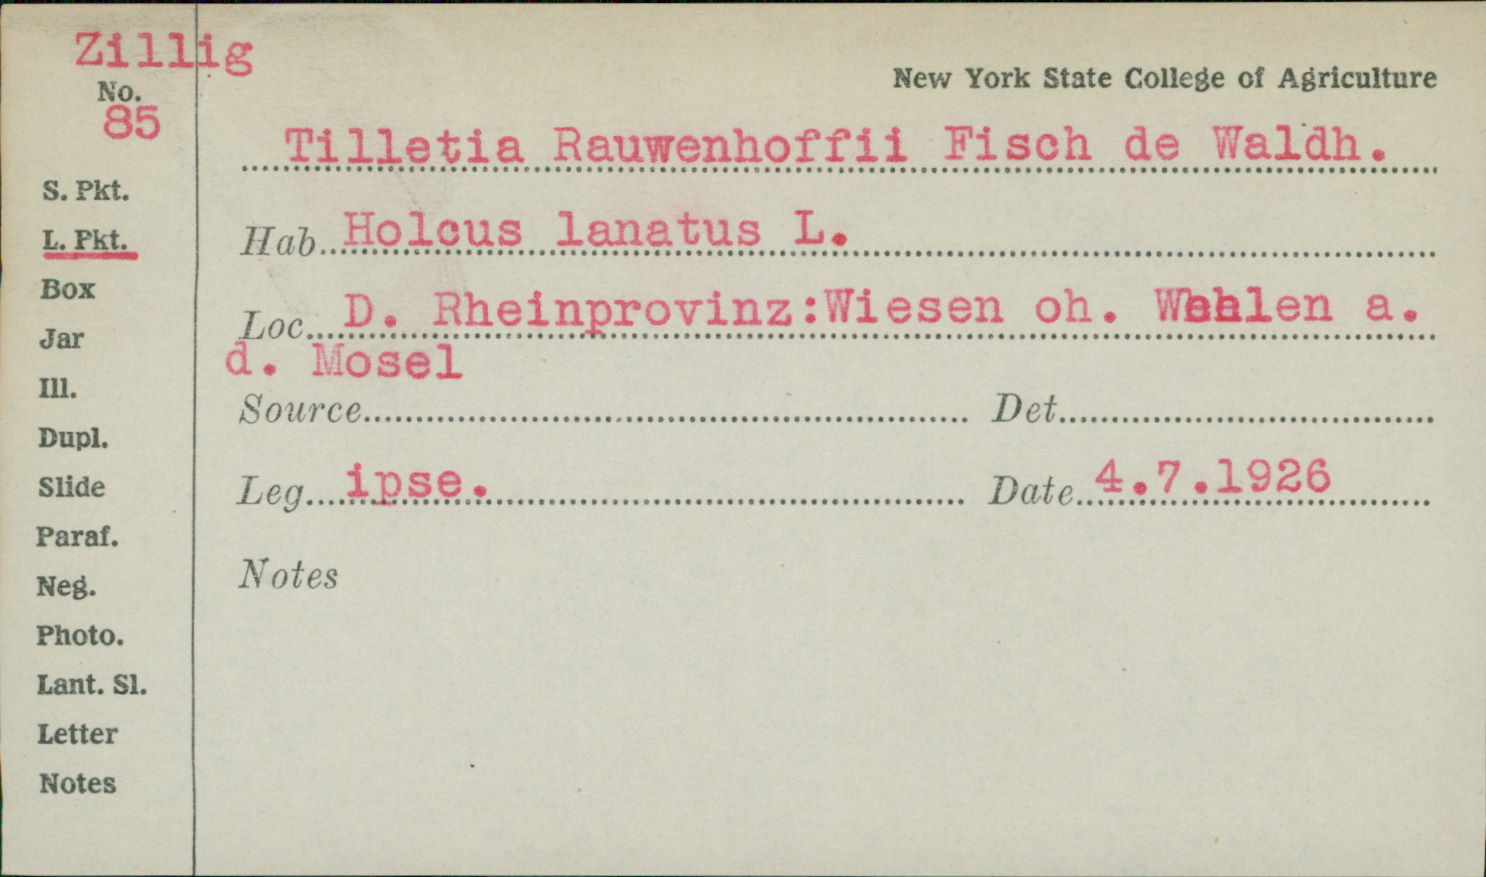 Zillig
No.
85
New York State College of Agriculture
Tilletia Rauwenhoffii Fisch de Waldh.
S. Pkt.
L. Pkt.
Hab. Holcus lanatus L.
Box
Loc. D. Rheinprovinz:Wiesen oh. Wehlen a.
d. Mosel
Jar
Ill.
Source Det.
Dupl.
Slide
Leg. ipse. Date 4.7.1926
Paraf.
Neg.
Notes
Photo.
Lant. Sl.
Letter
Notes